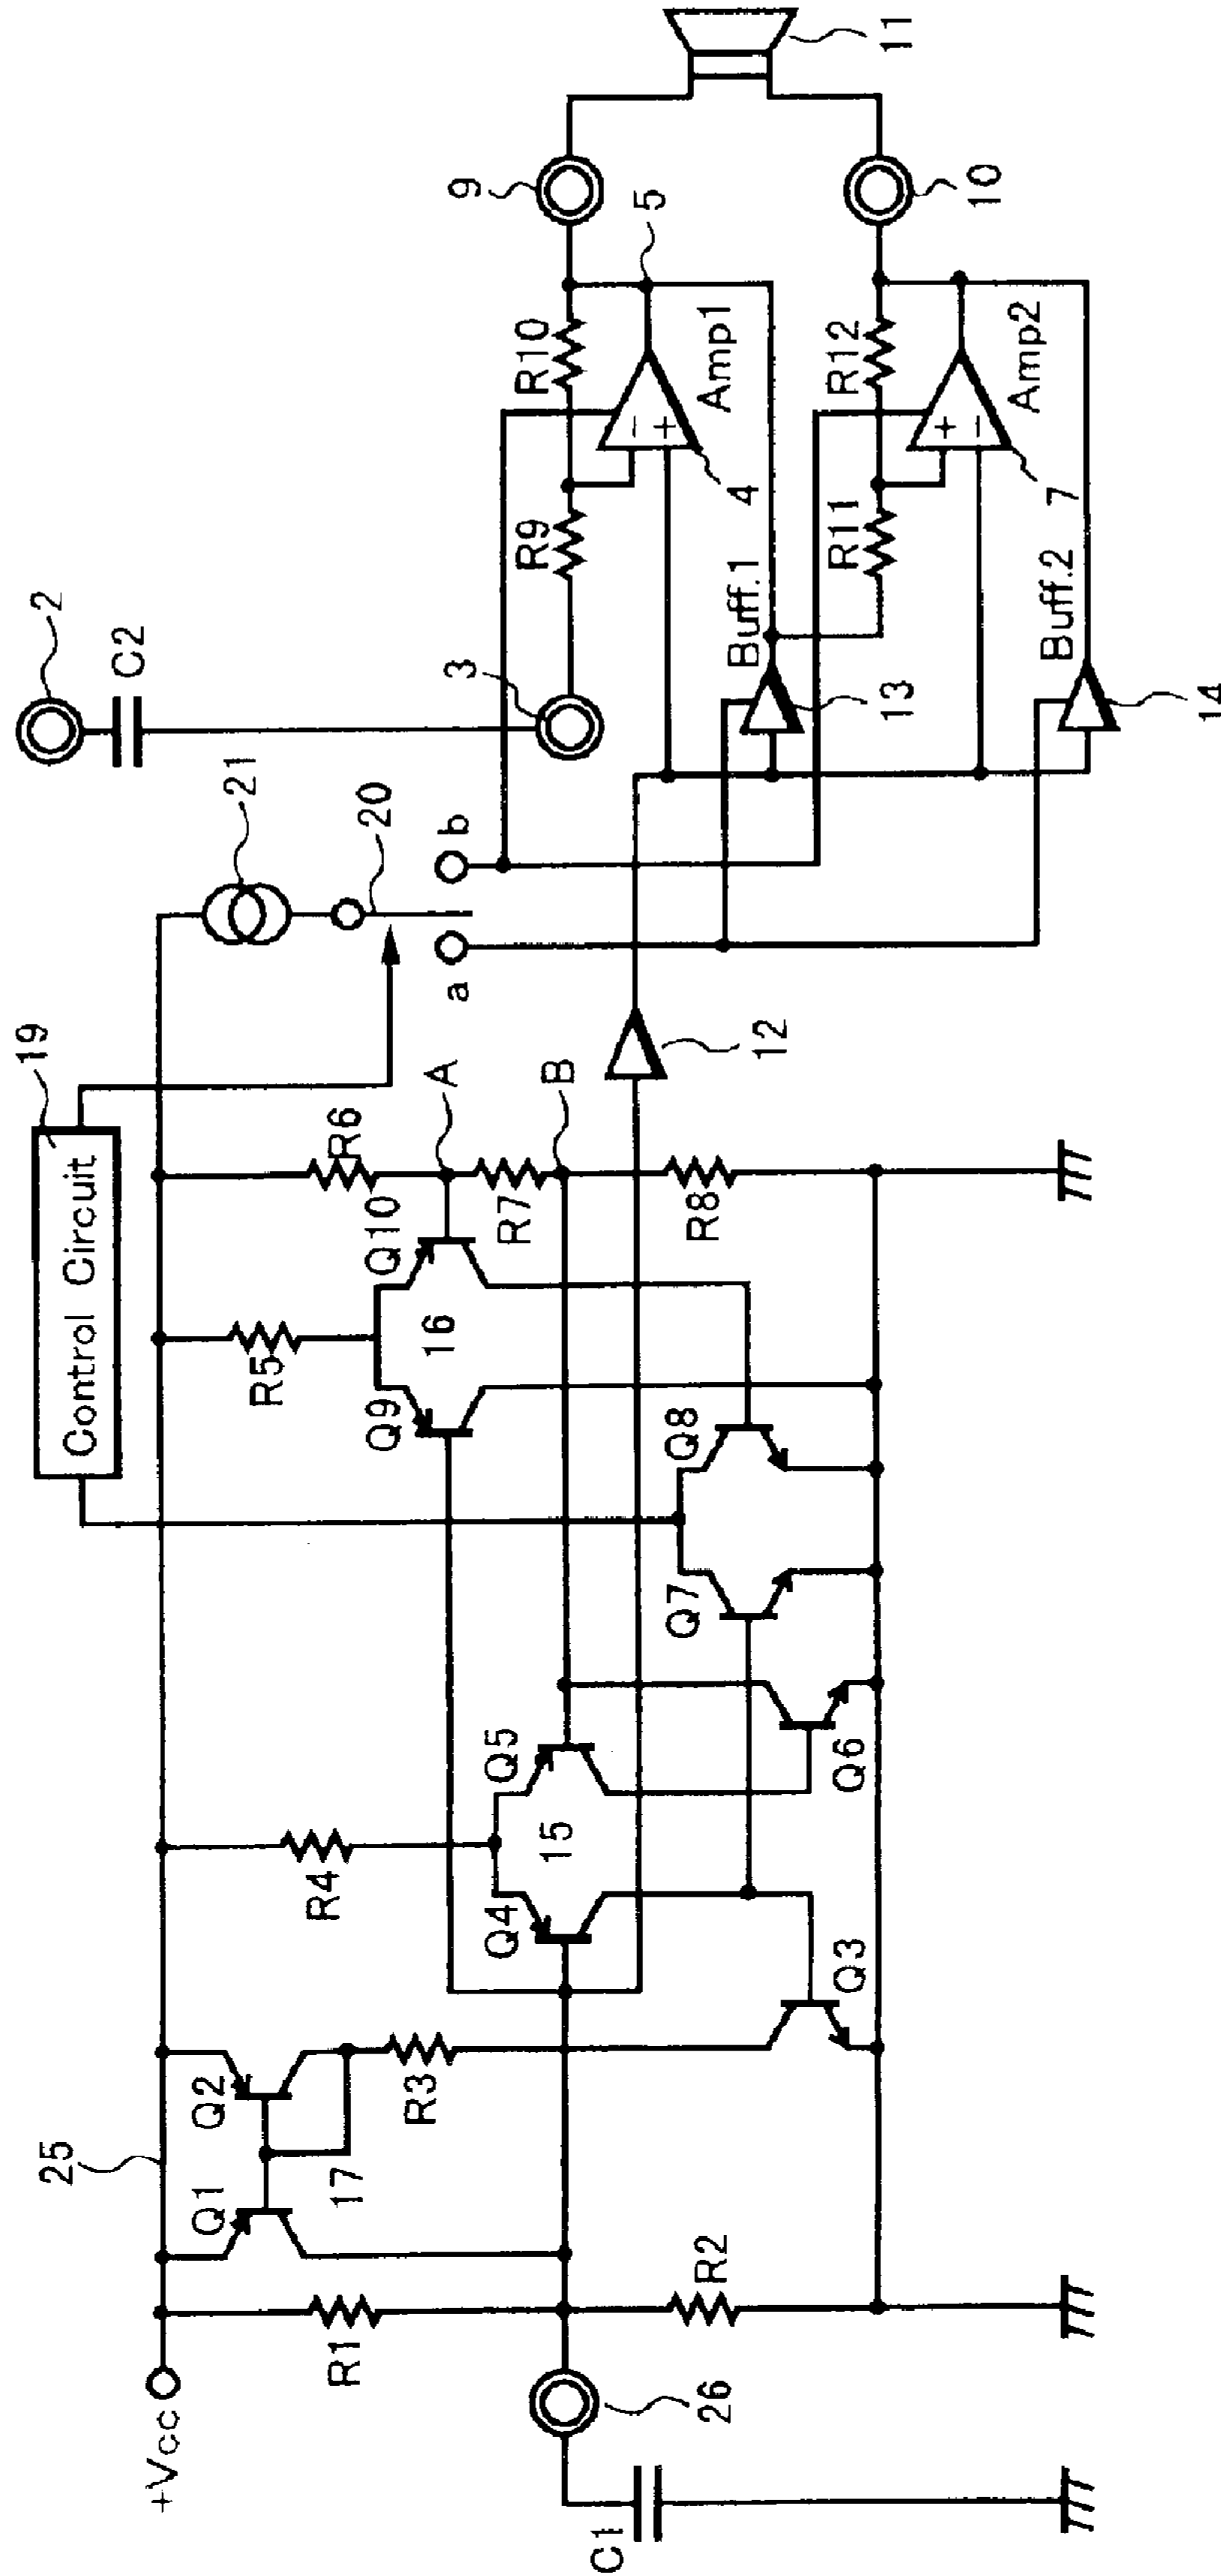 19
Control Circuit
2
C2
21
20
a
b
3
25
+Vcc
Q1
Q2
17
R1
R3
R2
26
C1
R4
Q4
15
Q5
Q3
Q6
Q7
Q8
R5
Q9
16
Q10
R6
A
R7
B
R8
12
R9
R10
9
5
4
Amp1
-
+
Buff.1
13
R11
R12
10
7
Amp2
+
-
Buff.2
14
11